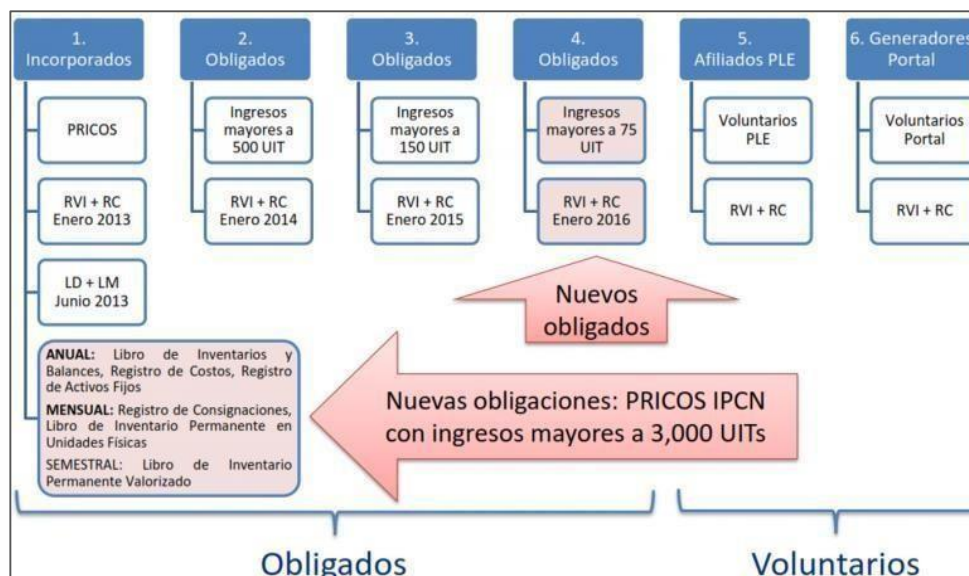 1.
Incorporados
2.
Obligados
3.
Obligados
4.
Obligados
5.
Afiliados PLE
6. Generadores
Portal
PRICOS
Ingresos
mayores a
500 UIT
Ingresos
mayores a
150 UIT
Ingresos
mayores a 75
UIT
Voluntarios
PLE
Voluntarios
Portal
RVI + RC
Enero 2013
RVI + RC
Enero 2014
RVI + RC
Enero 2015
RVI + RC
Enero 2016
RVI + RC
RVI + RC
LD + LM
Junio 2013
Nuevos
obligados
ANUAL: Libro de Inventarios y
Balances, Registro de Costos, Registro
de Activos Fijos
MENSUAL: Registro de Consignaciones,
Libro de Inventario Permanente en
Unidades Físicas
SEMESTRAL: Libro de Inventario
Permanente Valorizado
Nuevas obligaciones: PRICOS IPCN
con ingresos mayores a 3,000 UITs
Obligados
Voluntarios